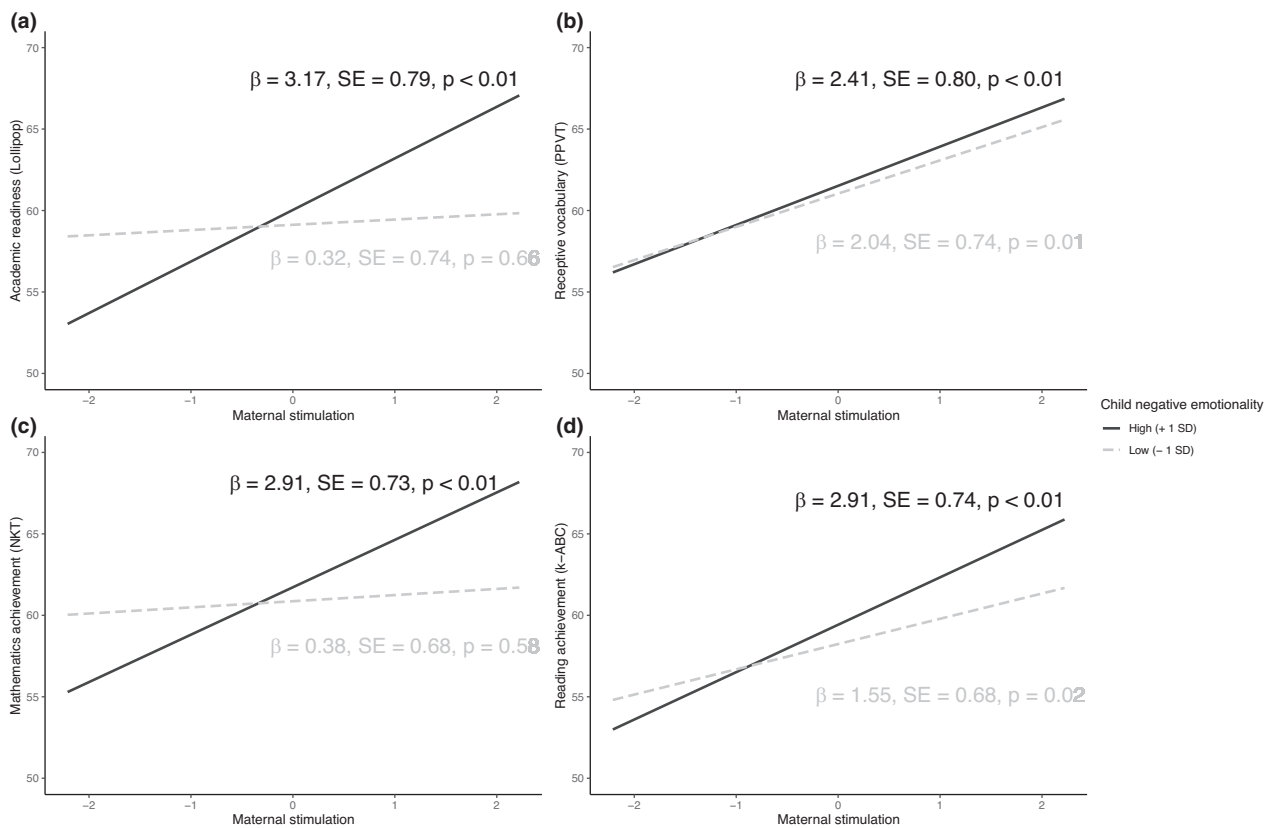 (a)
70
65
60
55
50
Academic readiness (Lollipop)
β = 3.17, SE = 0.79, p < 0.01
β = 0.32, SE = 0.74, p = 0.66
−2 −1 0 1 2
Maternal stimulation
(b)
70
65
60
55
50
Receptive vocabulary (PPVT)
β = 2.41, SE = 0.80, p < 0.01
β = 2.04, SE = 0.74, p = 0.01
−2 −1 0 1 2
Maternal stimulation
(c)
70
65
60
55
50
Mathematics achievement (NKT)
β = 2.91, SE = 0.73, p < 0.01
β = 0.38, SE = 0.68, p = 0.58
−2 −1 0 1 2
Maternal stimulation
(d)
70
65
60
55
50
Reading achievement (k−ABC)
β = 2.91, SE = 0.74, p < 0.01
β = 1.55, SE = 0.68, p = 0.02
−2 −1 0 1 2
Maternal stimulation
Child negative emotionality
High (+ 1 SD)
Low (− 1 SD)